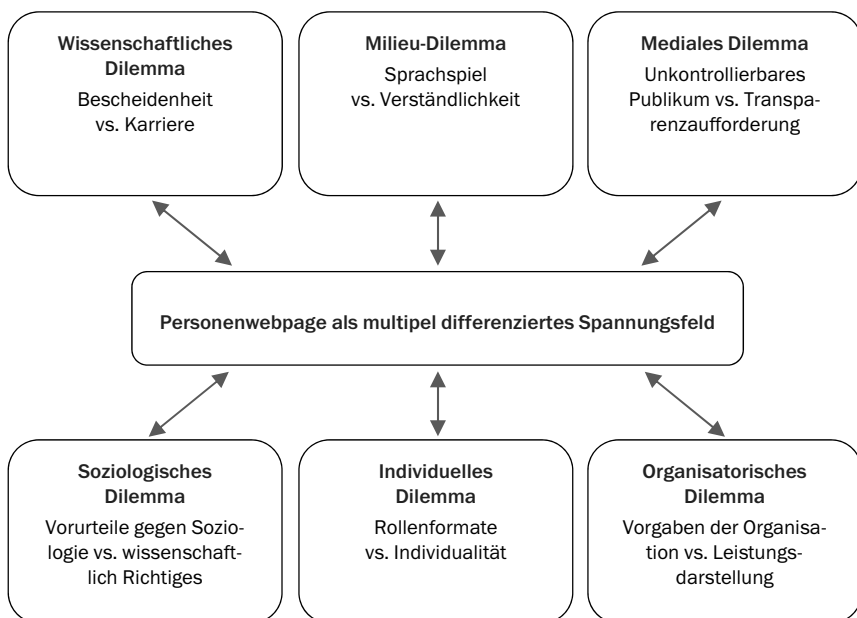 Wissenschaftliches
Dilemma
Bescheidenheit
vs. Karriere
Milieu-Dilemma
Sprachspiel
vs. Verständlichkeit
Mediales Dilemma
Unkontrollierbares
Publikum vs. Transpa-
renzaufforderung
Personenwebpage als multipel differenziertes Spannungsfeld
Soziologisches
Dilemma
Vorurteile gegen Sozio-
logie vs. wissenschaft-
lich Richtiges
Individuelles
Dilemma
Rollenformate
vs. Individualität
Organisatorisches
Dilemma
Vorgaben der Organisa-
tion vs. Leistungs-
darstellung